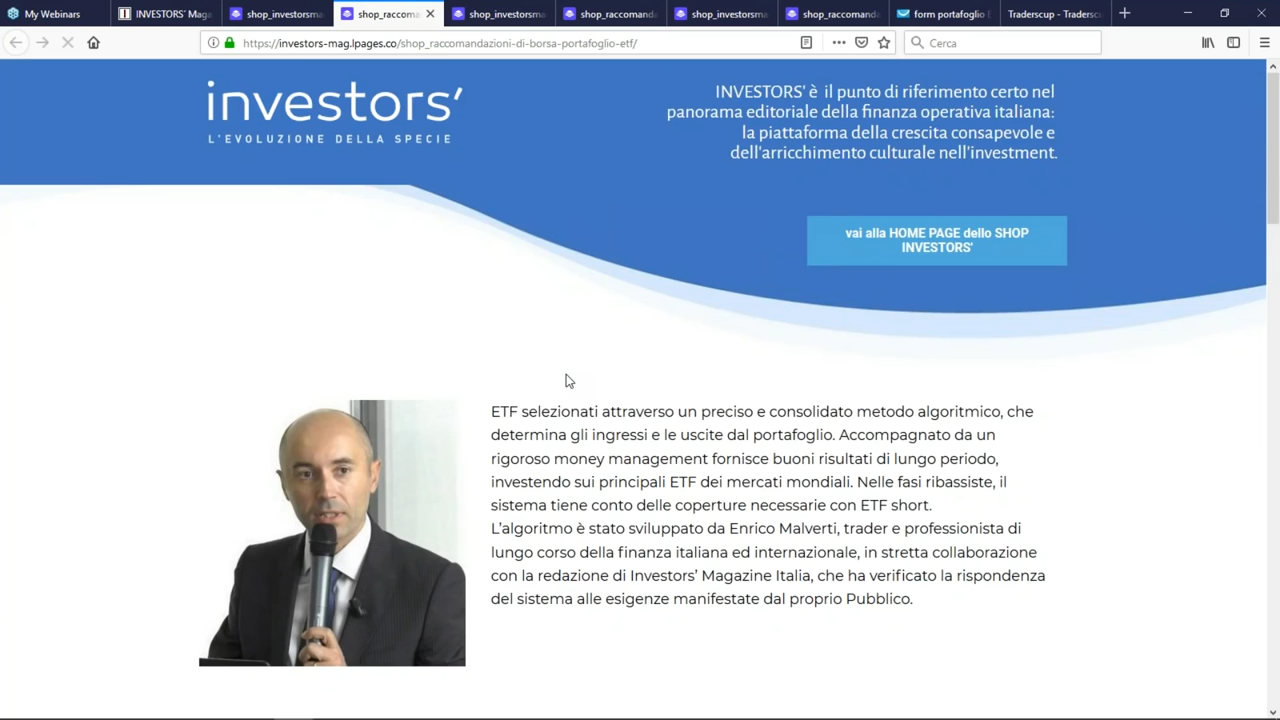 My Webinars
INVESTORS' Maga
shop_investorsma
shop_raccoma
shop_investorsma
shop_raccomanda
shop_investorsma
shop_raccomanda
form portafoglio E
Traderscup - Tradersc
https://investors-mag.lpages.co/shop_raccomandazioni-di-borsa-portafoglio-etf/
Cerca
investors'
L'EVOLUZIONE DELLA SPECIE
INVESTORS' è il punto di riferimento certo nel
panorama editoriale della finanza operativa italiana:
la piattaforma della crescita consapevole e
dell'arricchimento culturale nell'investment.
vai alla HOME PAGE dello SHOP
INVESTORS'
ETF selezionati attraverso un preciso e consolidato metodo algoritmico, che
determina gli ingressi e le uscite dal portafoglio. Accompagnato da un
rigoroso money management fornisce buoni risultati di lungo periodo,
investendo sui principali ETF dei mercati mondiali. Nelle fasi ribassiste, il
sistema tiene conto delle coperture necessarie con ETF short.
L'algoritmo è stato sviluppato da Enrico Malverti, trader e professionista di
lungo corso della finanza italiana ed internazionale, in stretta collaborazione
con la redazione di Investors' Magazine Italia, che ha verificato la rispondenza
del sistema alle esigenze manifestate dal proprio Pubblico.